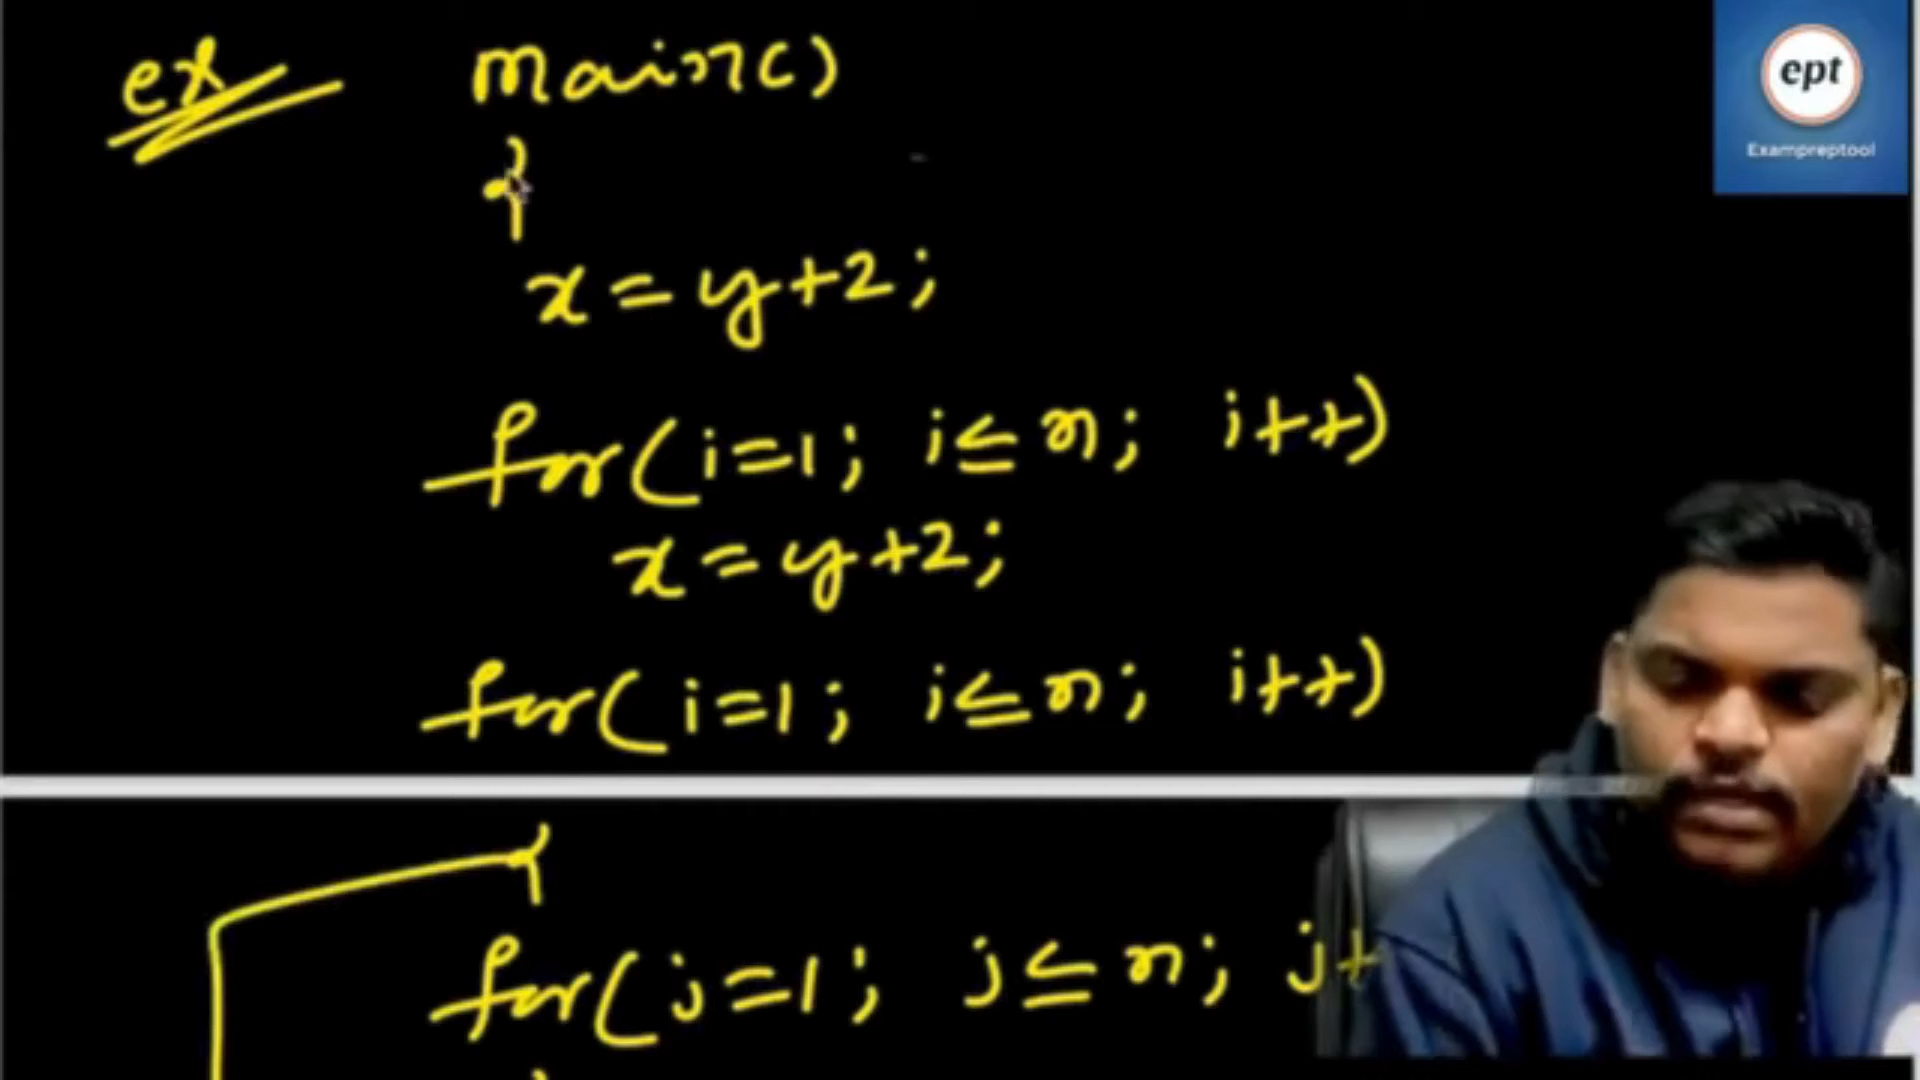 ex main()
{
x=y+2;
for(i=1; i≤n; i++)
x=y+2;
for(i=1; i≤n; i++)
{
for(j=1; j≤n; j+
ept
Exampreptool